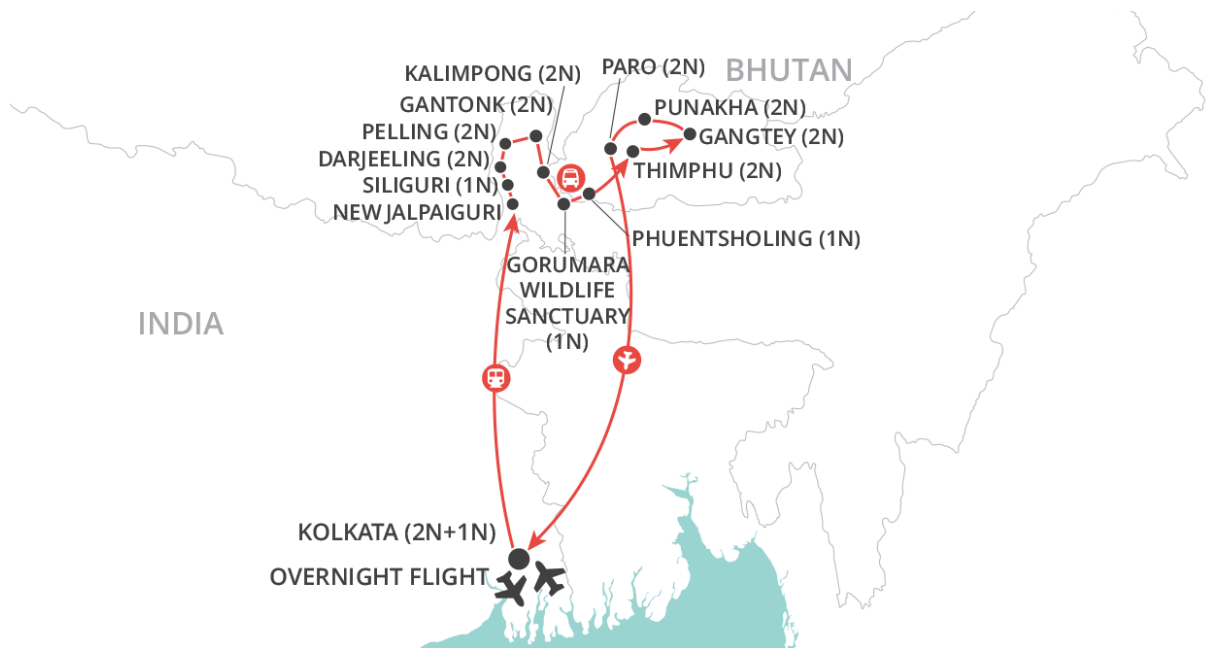 KALIMPONG (2N)
PARO (2N)
BHUTAN
GANTONK (2N)
PUNAKHA (2N)
PELLING (2N)
GANGTEY (2N)
DARJEELING (2N)
THIMPHU (2N)
SILIGURI (1N)
NEW JALPAIGURI
PHUENTSHOLING (1N)
GORUMARA
WILDLIFE
SANCTUARY
(1N)
INDIA
KOLKATA (2N+1N)
OVERNIGHT FLIGHT